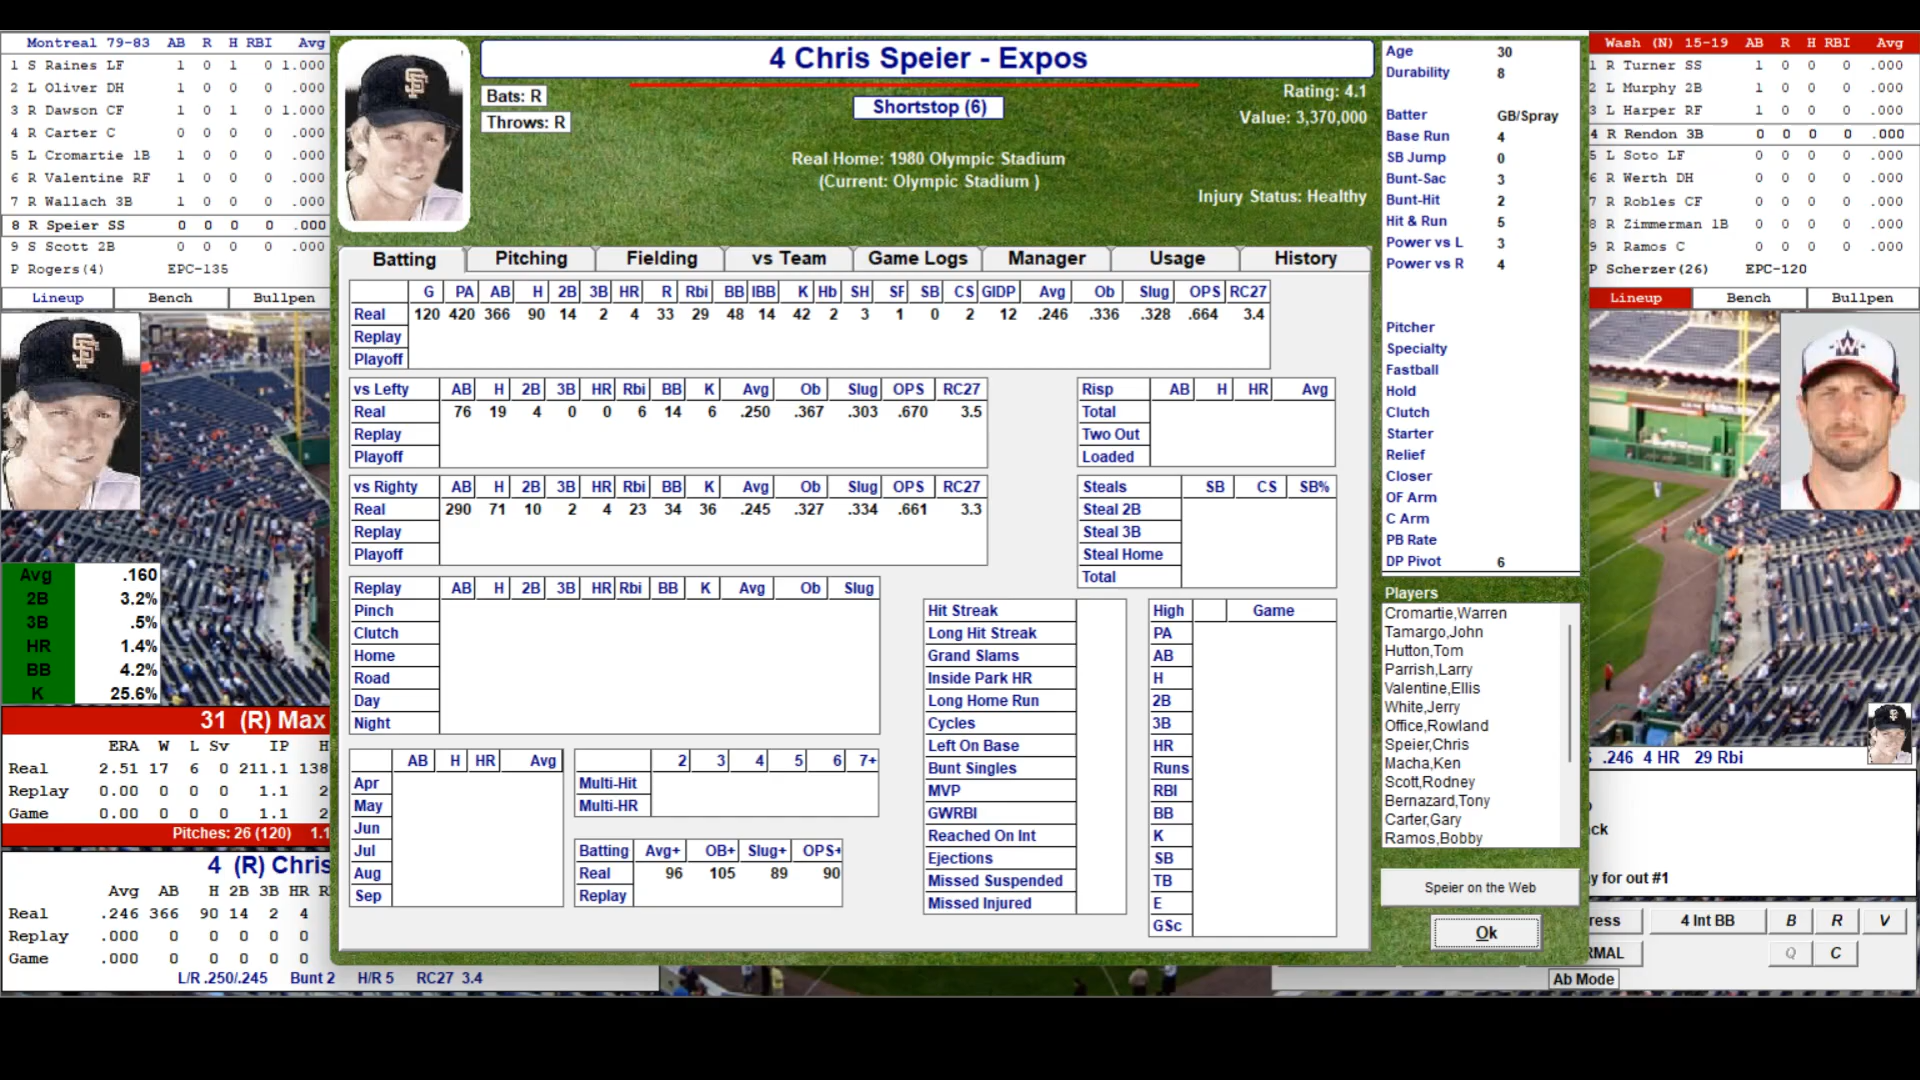 Montreal 79-83 AB R H RBI Avg
1 S Raines LF 1 0 1 0 1.000
2 L Oliver DH 1 0 0 0 .000
3 R Dawson CF 1 0 1 0 1.000
4 R Carter C 0 0 0 0 .000
5 L Cromartie 1B 1 0 0 0 .000
6 R Valentine RF 1 0 0 0 .000
7 R Wallach 3B 1 0 0 0 .000
8 R Speier SS 0 0 0 0 .000
9 S Scott 2B 0 0 0 0 .000
P Rogers(4) EPC-135
Lineup Bench Bullpen
SF
Avg .160
2B 3.2%
3B .5%
HR 1.4%
BB 4.2%
K 25.6%
31 (R) Max
ERA W L Sv IP H
Real 2.51 17 6 0 211.1 138
Replay 0.00 0 0 0 1.1 2
Game 0.00 0 0 0 1.1 2
Pitches: 26 (120) 1.1
4 (R) Chris
Avg AB H 2B 3B HR R
Real .246 366 90 14 2 4
Replay .000 0 0 0 0 0
Game .000 0 0 0 0 0
L/R .250/.245 Bunt 2 H/R 5 RC27 3.4
SF
4 Chris Speier - Expos
Bats: R
Throws: R
Shortstop (6)
Rating: 4.1
Value: 3,370,000
Real Home: 1980 Olympic Stadium
(Current: Olympic Stadium )
Injury Status: Healthy
Batting Pitching Fielding vs Team Game Logs Manager Usage History
G PA AB H 2B 3B HR R Rbi BB IBB K Hb SH SF SB CS GIDP Avg Ob Slug OPS RC27
Real 120 420 366 90 14 2 4 33 29 48 14 42 2 3 1 0 2 12 .246 .336 .328 .664 3.4
Replay
Playoff
vs Lefty AB H 2B 3B HR Rbi BB K Avg Ob Slug OPS RC27
Real 76 19 4 0 0 6 14 6 .250 .367 .303 .670 3.5
Replay
Playoff
Risp AB H HR Avg
Total
Two Out
Loaded
vs Righty AB H 2B 3B HR Rbi BB K Avg Ob Slug OPS RC27
Real 290 71 10 2 4 23 34 36 .245 .327 .334 .661 3.3
Replay
Playoff
Steals SB CS SB%
Steal 2B
Steal 3B
Steal Home
Total
Replay AB H 2B 3B HR Rbi BB K Avg Ob Slug
Pinch
Clutch
Home
Road
Day
Night
Hit Streak
Long Hit Streak
Grand Slams
Inside Park HR
Long Home Run
Cycles
Left On Base
Bunt Singles
MVP
GWRBI
Reached On Int
Ejections
Missed Suspended
Missed Injured
High Game
PA
AB
H
2B
3B
HR
Runs
RBI
BB
K
SB
TB
E
GSc
AB H HR Avg
Apr
May
Jun
Jul
Aug
Sep
2 3 4 5 6 7+
Multi-Hit
Multi-HR
Batting Avg+ OB+ Slug+ OPS+
Real 96 105 89 90
Replay
Age 30
Durability 8
Batter GB/Spray
Base Run 4
SB Jump 0
Bunt-Sac 3
Bunt-Hit 2
Hit & Run 5
Power vs L 3
Power vs R 4
Pitcher
Specialty
Fastball
Hold
Clutch
Starter
Relief
Closer
OF Arm
C Arm
PB Rate
DP Pivot 6
Players
Cromartie,Warren
Tamargo,John
Hutton,Tom
Parrish,Larry
Valentine,Ellis
White,Jerry
Office,Rowland
Speier,Chris
Macha,Ken
Scott,Rodney
Bernazard,Tony
Carter,Gary
Ramos,Bobby
Speier on the Web
Ok
Wash (N) 15-19 AB R H RBI Avg
1 R Turner SS 1 0 0 0 .000
2 L Murphy 2B 1 0 0 0 .000
3 L Harper RF 1 0 0 0 .000
4 R Rendon 3B 0 0 0 0 .000
5 L Soto LF 0 0 0 0 .000
6 R Werth DH 0 0 0 0 .000
7 R Robles CF 0 0 0 0 .000
8 R Zimmerman 1B 0 0 0 0 .000
9 R Ramos C 0 0 0 0 .000
P Scherzer(26) EPC-120
Lineup Bench Bullpen
W
.246 4 HR 29 Rbi
ck
y for out #1
ress 4 Int BB B R V
RMAL Q C
Ab Mode